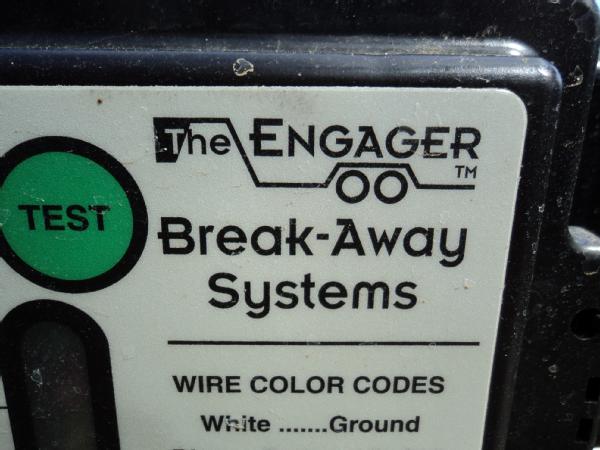 The ENGAGER
TM
TEST
Break-Away
Systems
WIRE COLOR CODES
White .......Ground